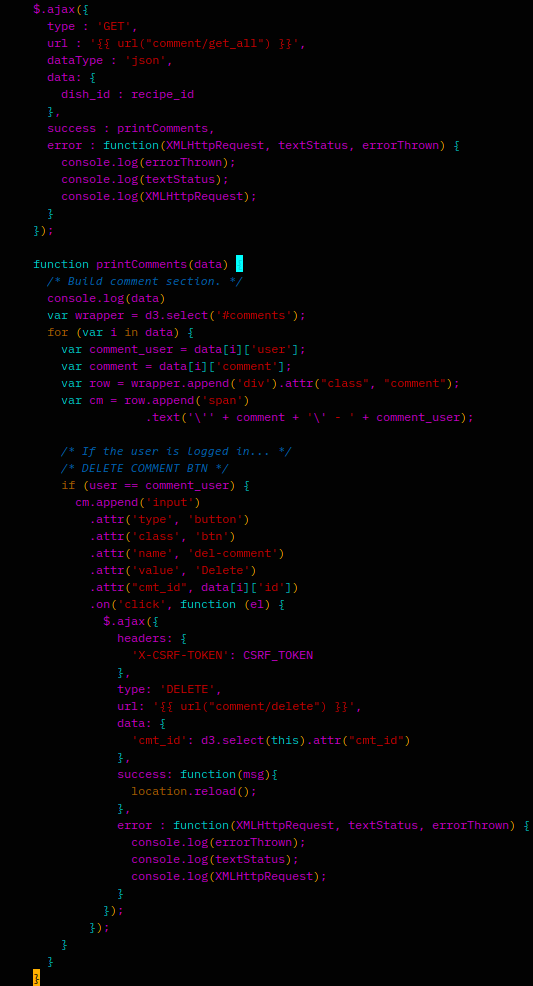 $.ajax({
  type : 'GET',
  url : '{{ url("comment/get_all") }}',
  dataType : 'json',
  data: {
    dish_id : recipe_id
  },
  success : printComments,
  error : function(XMLHttpRequest, textStatus, errorThrown) {
    console.log(errorThrown);
    console.log(textStatus);
    console.log(XMLHttpRequest);
  }
});

function printComments(data) {
  /* Build comment section. */
  console.log(data)
  var wrapper = d3.select('#comments');
  for (var i in data) {
    var comment_user = data[i]['user'];
    var comment = data[i]['comment'];
    var row = wrapper.append('div').attr("class", "comment");
    var cm = row.append('span')
                .text('\'' + comment + '\' - ' + comment_user);

    /* If the user is logged in... */
    /* DELETE COMMENT BTN */
    if (user == comment_user) {
      cm.append('input')
        .attr('type', 'button')
        .attr('class', 'btn')
        .attr('name', 'del-comment')
        .attr('value', 'Delete')
        .attr("cmt_id", data[i]['id'])
        .on('click', function (el) {
          $.ajax({
            headers: {
              'X-CSRF-TOKEN': CSRF_TOKEN
            },
            type: 'DELETE',
            url: '{{ url("comment/delete") }}',
            data: {
              'cmt_id': d3.select(this).attr("cmt_id")
            },
            success: function(msg){
              location.reload();
            },
            error : function(XMLHttpRequest, textStatus, errorThrown) {
              console.log(errorThrown);
              console.log(textStatus);
              console.log(XMLHttpRequest);
            }
          });
        });
    }
  }
}